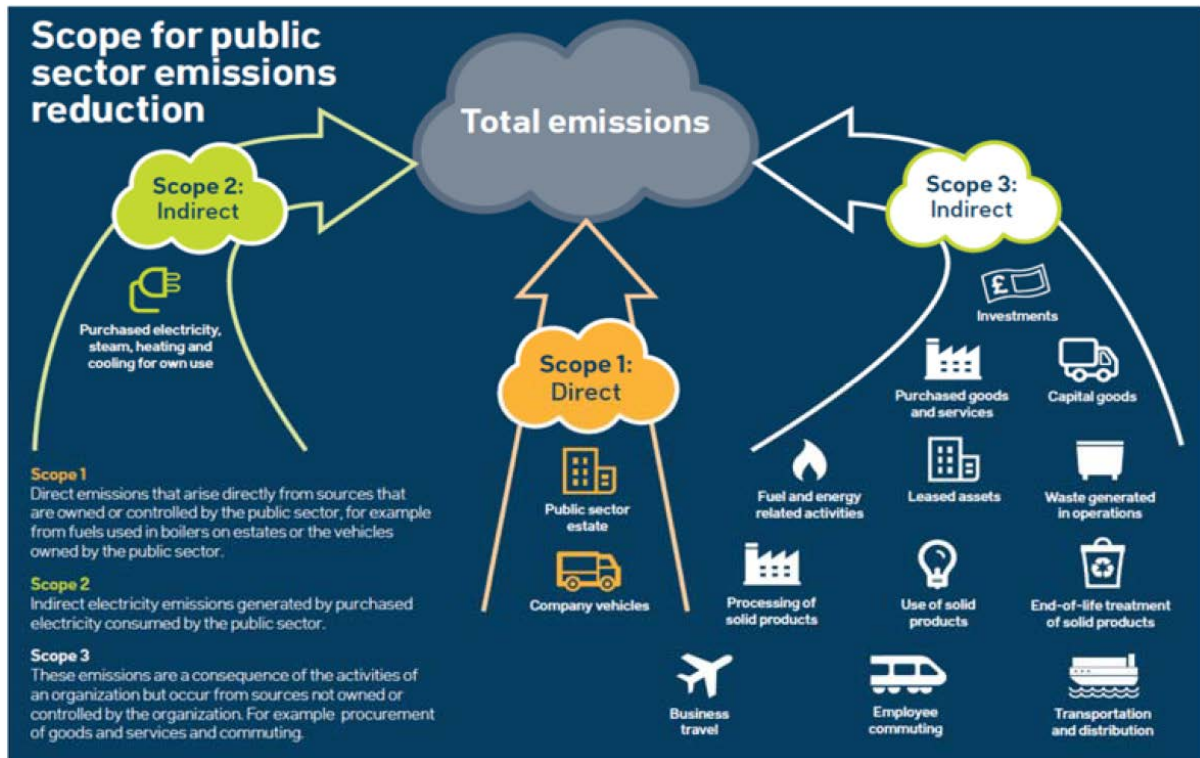 Scope for public
sector emissions
reduction
Total emissions
Scope 2:
Indirect
Purchased electricity,
steam, heating and
cooling for own use
Scope 1:
Direct
Public sector
estate
Company vehicles
Scope 3:
Indirect
£
Investments
Purchased goods
and services
Capital goods
Fuel and energy
related activities
Leased assets
Waste generated
in operations
Processing of
solid products
Use of solid
products
End-of-life treatment
of solid products
Business
travel
Employee
commuting
Transportation
and distribution
Scope 1
Direct emissions that arise directly from sources that
are owned or controlled by the public sector, for example
from fuels used in boilers on estates or the vehicles
owned by the public sector.
Scope 2
Indirect electricity emissions generated by purchased
electricity consumed by the public sector.
Scope 3
These emissions are a consequence of the activities of
an organization but occur from sources not owned or
controlled by the organization. For example procurement
of goods and services and commuting.